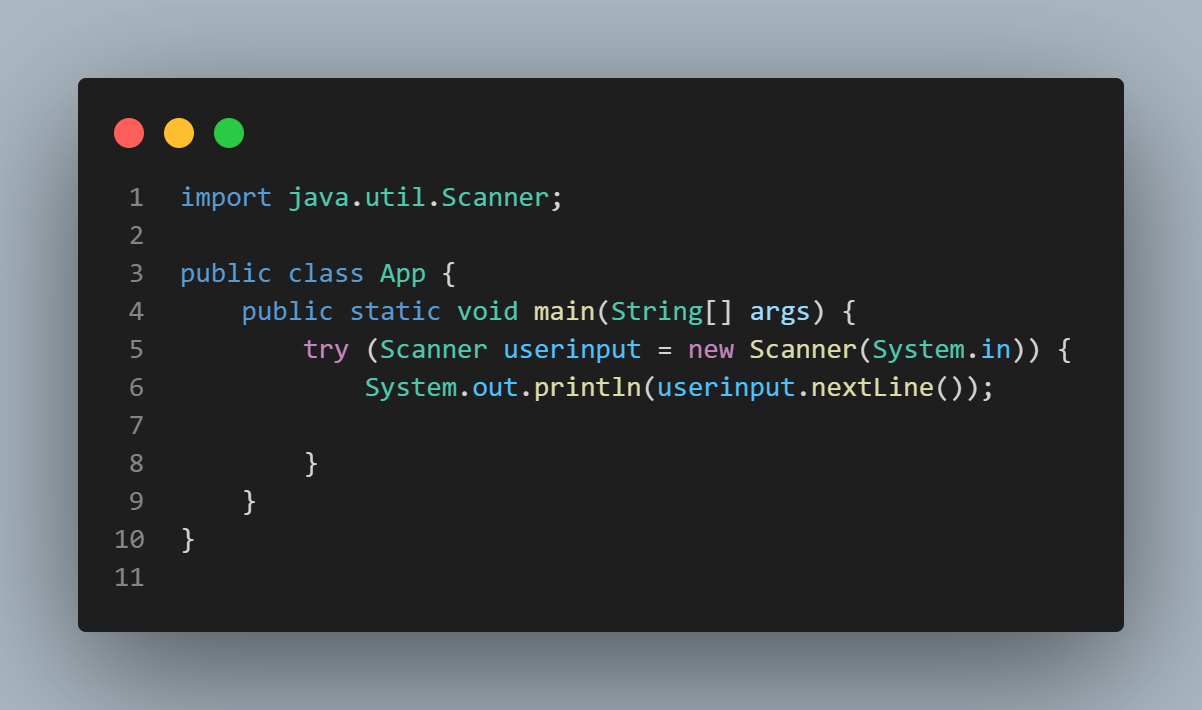 1 import java.util.Scanner;
2
3 public class App {
4     public static void main(String[] args) {
5         try (Scanner userinput = new Scanner(System.in)) {
6             System.out.println(userinput.nextLine());
7
8         }
9     }
10 }
11